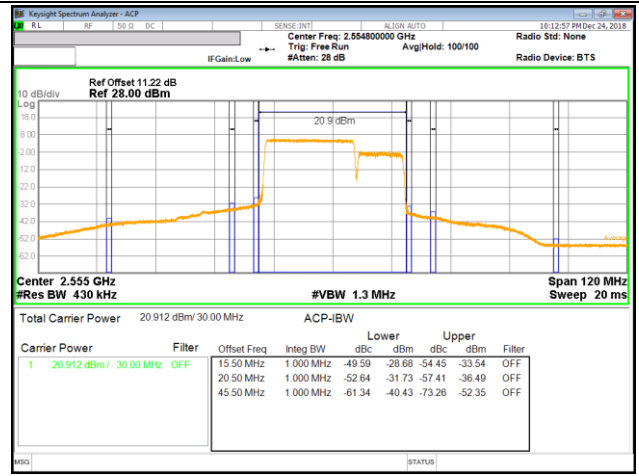 Keysight Spectrum Analyzer - ACP
RL RF 50 Ω DC SENSE:INT ALIGN AUTO 10:12:57 PM Dec 24, 2018
Center Freq: 2.554800000 GHz Radio Std: None
Trig: Free Run Avg|Hold: 100/100
IFGain:Low #Atten: 28 dB Radio Device: BTS
Ref Offset 11.22 dB
10 dB/div Ref 28.00 dBm
Log
18.0
8.00
-2.00
-12.0
-22.0
-32.0
-42.0
-52.0
-62.0
20.9 dBm
Average
Center 2.555 GHz Span 120 MHz
#Res BW 430 kHz #VBW 1.3 MHz Sweep 20 ms
Total Carrier Power 20.912 dBm/ 30.00 MHz ACP-IBW
Lower Upper
Carrier Power Filter Offset Freq Integ BW dBc dBm dBc dBm Filter
1 20.912 dBm / 30.00 MHz OFF 15.50 MHz 1.000 MHz -49.59 -28.68 -54.45 -33.54 OFF
20.50 MHz 1.000 MHz -52.64 -31.73 -57.41 -36.49 OFF
45.50 MHz 1.000 MHz -61.34 -40.43 -73.26 -52.35 OFF
MSG STATUS